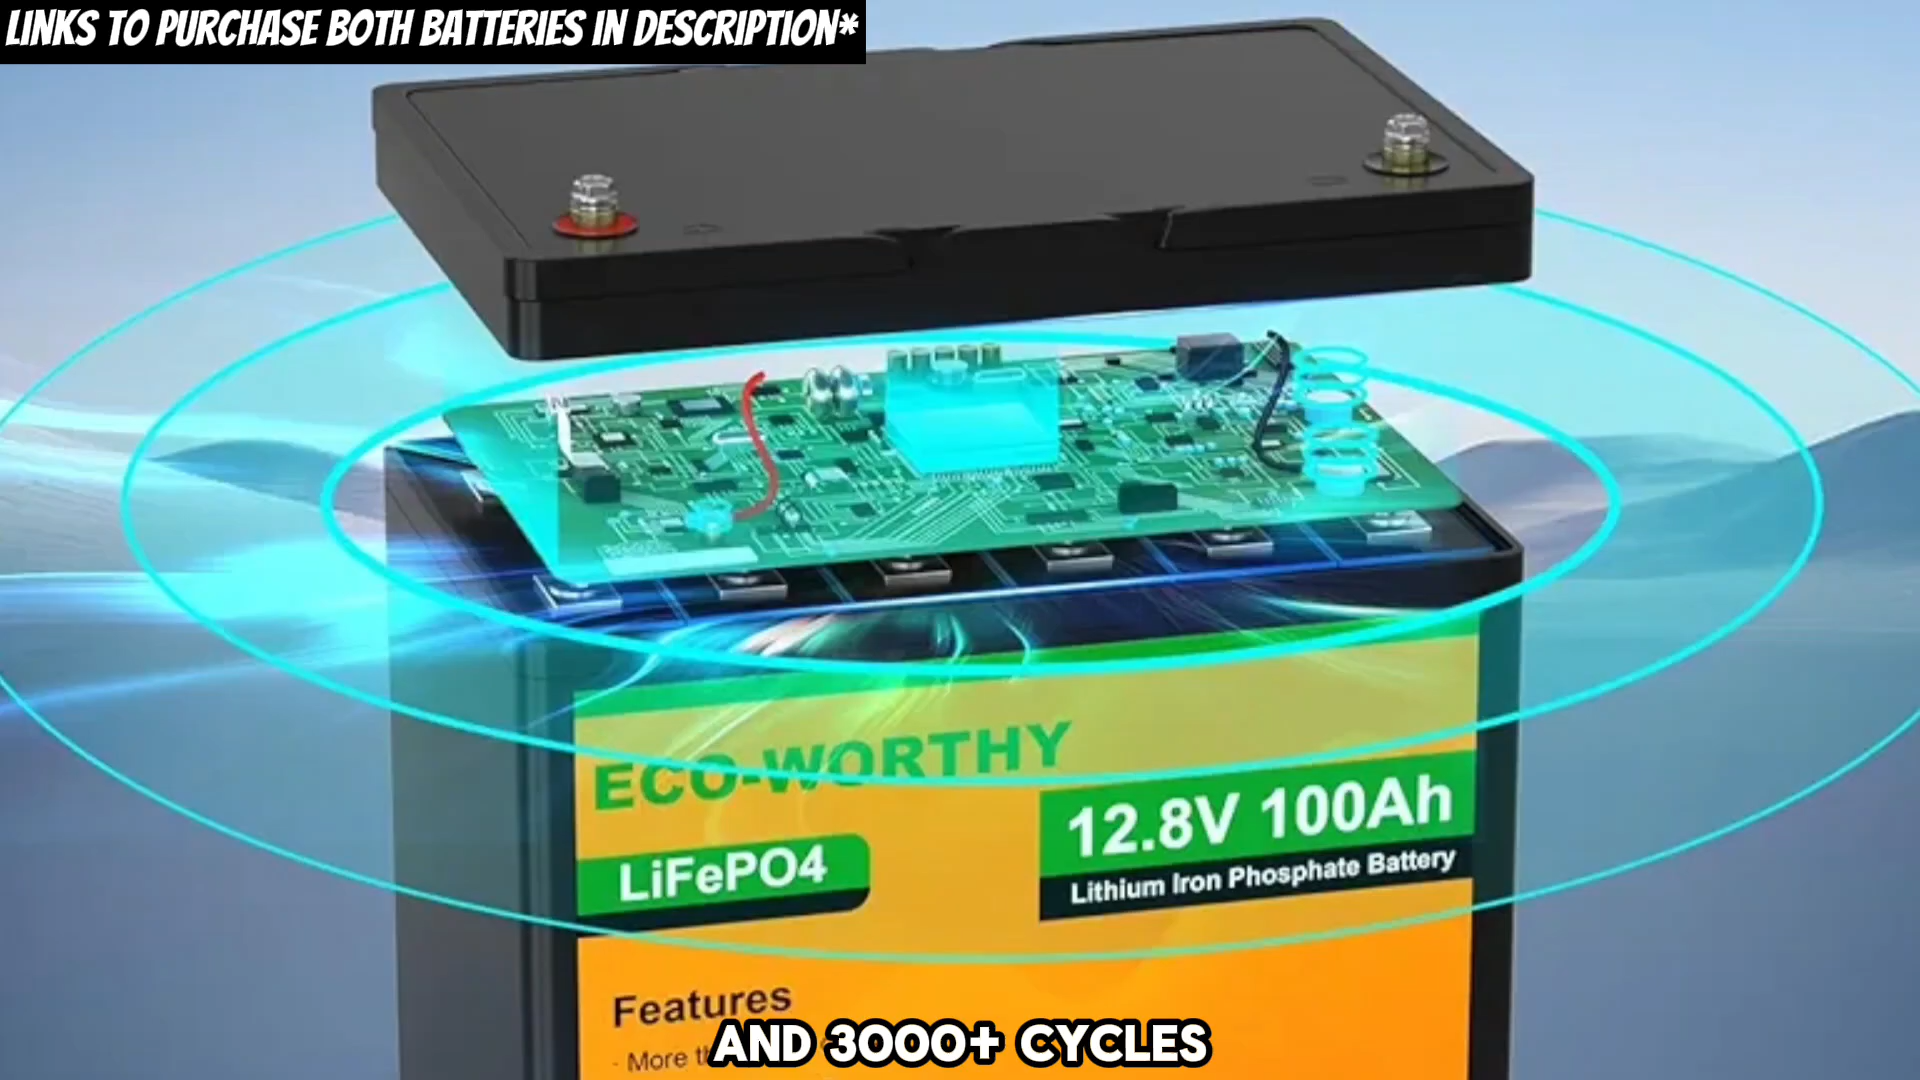 LINKS TO PURCHASE BOTH BATTERIES IN DESCRIPTION*
ECO-WORTHY
12.8V 100Ah
LiFePO4
Lithium Iron Phosphate Battery
Features
· More
AND 3000+ CYCLES